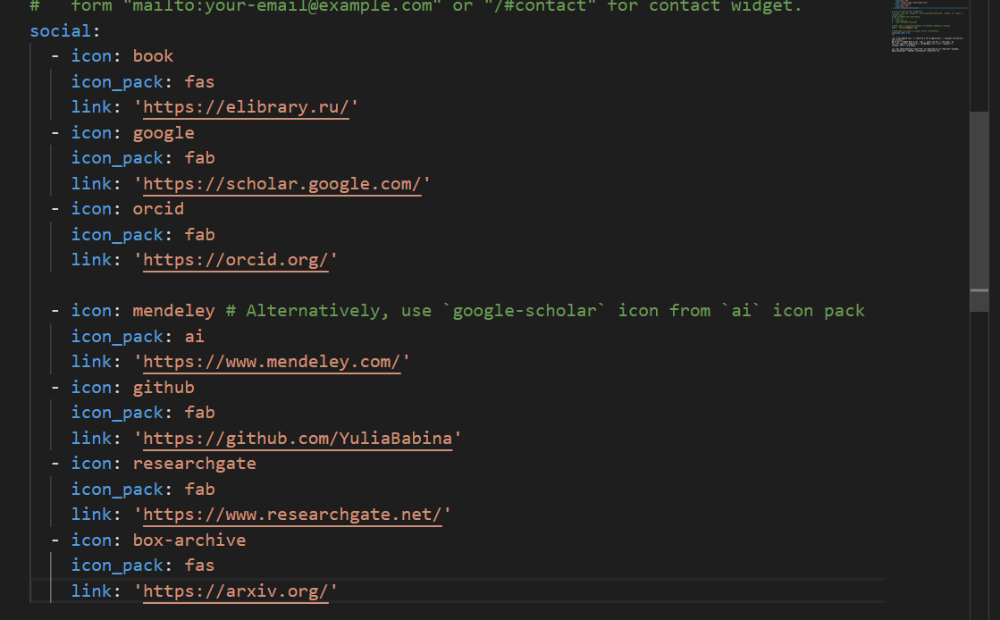 #   form "mailto:your-email@example.com" or "/#contact" for contact widget.
social:
  - icon: book
    icon_pack: fas
    link: 'https://elibrary.ru/'
  - icon: google
    icon_pack: fab
    link: 'https://scholar.google.com/'
  - icon: orcid
    icon_pack: fab
    link: 'https://orcid.org/'
  - icon: mendeley # Alternatively, use `google-scholar` icon from `ai` icon pack
    icon_pack: ai
    link: 'https://www.mendeley.com/'
  - icon: github
    icon_pack: fab
    link: 'https://github.com/YuliaBabina'
  - icon: researchgate
    icon_pack: fab
    link: 'https://www.researchgate.net/'
  - icon: box-archive
    icon_pack: fas
    link: 'https://arxiv.org/'